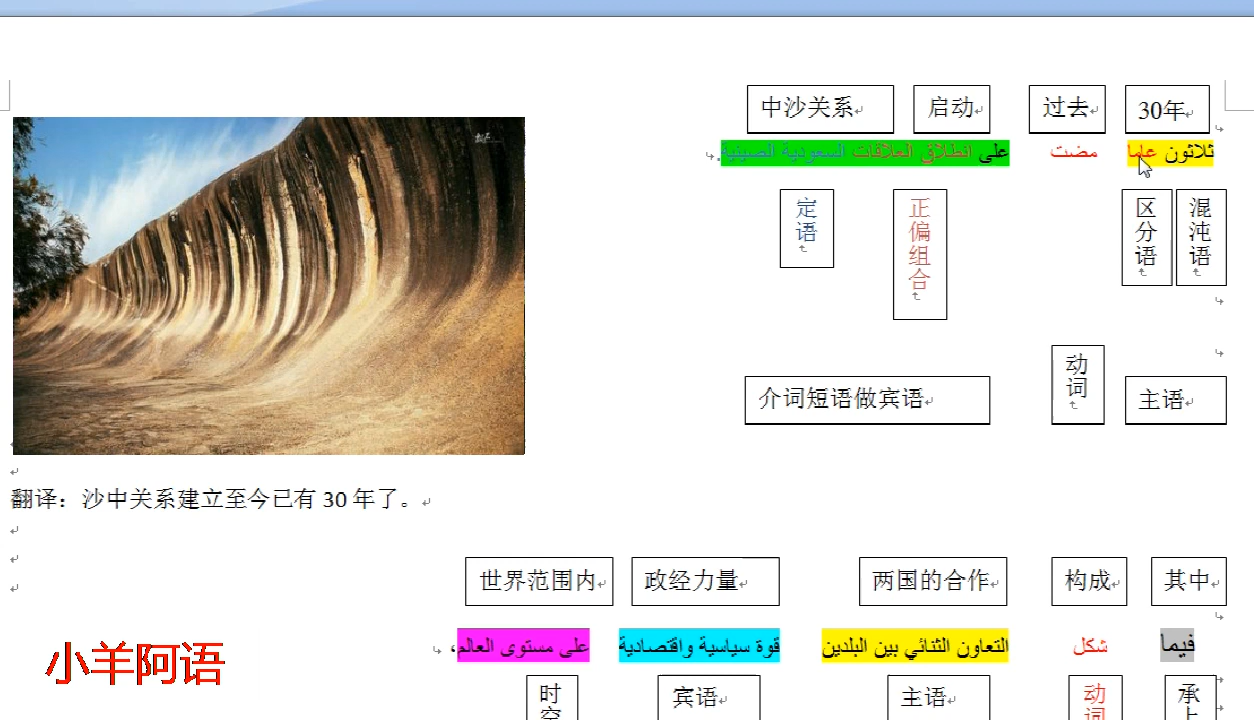 中沙关系 启动 过去 30年
ثلاثون عاما مضت على انطلاق العلاقات السعودية الصينية.
定语 正偏组合 区分语 混沌语
介词短语做宾语 动词 主语
翻译：沙中关系建立至今已有 30 年了。
世界范围内 政经力量 两国的合作 构成 其中
فيما شكل التعاون الثنائي بين البلدين قوة سياسية واقتصادية على مستوى العالم،
小羊阿语
时 宾语 主语 动 承